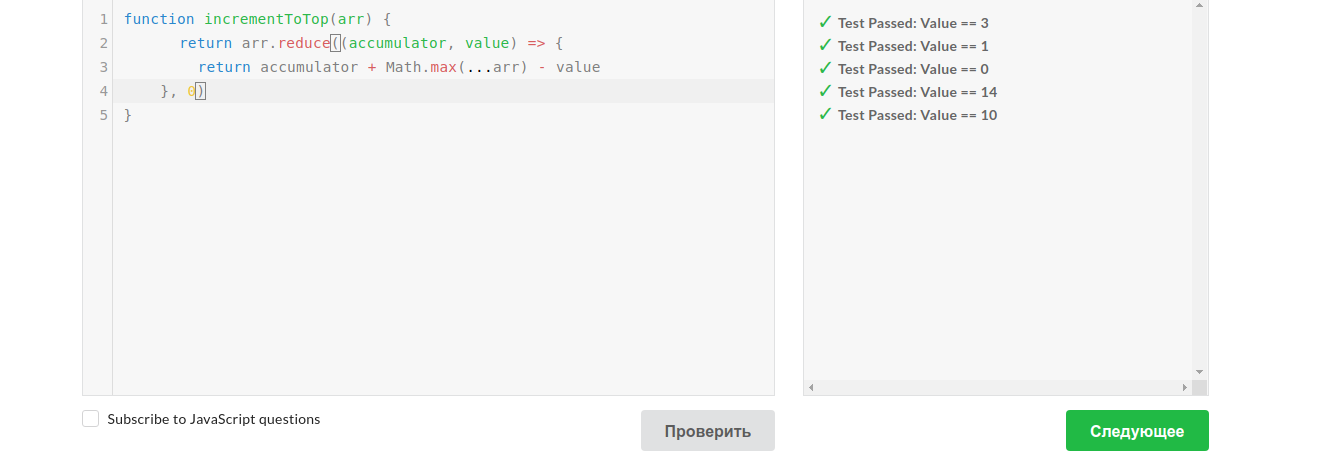 1 function incrementToTop(arr) {
2 return arr.reduce((accumulator, value) => {
3 return accumulator + Math.max(...arr) - value
4 }, 0)
5 }
✓ Test Passed: Value == 3
✓ Test Passed: Value == 1
✓ Test Passed: Value == 0
✓ Test Passed: Value == 14
✓ Test Passed: Value == 10
Subscribe to JavaScript questions
Проверить
Следующее